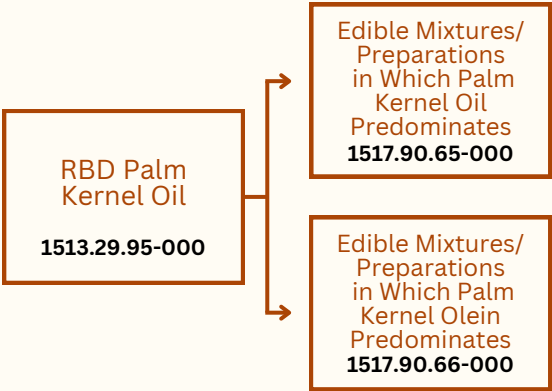 RBD Palm
Kernel Oil
1513.29.95-000
Edible Mixtures/
Preparations
in Which Palm
Kernel Oil
Predominates
1517.90.65-000
Edible Mixtures/
Preparations
in Which Palm
Kernel Olein
Predominates
1517.90.66-000